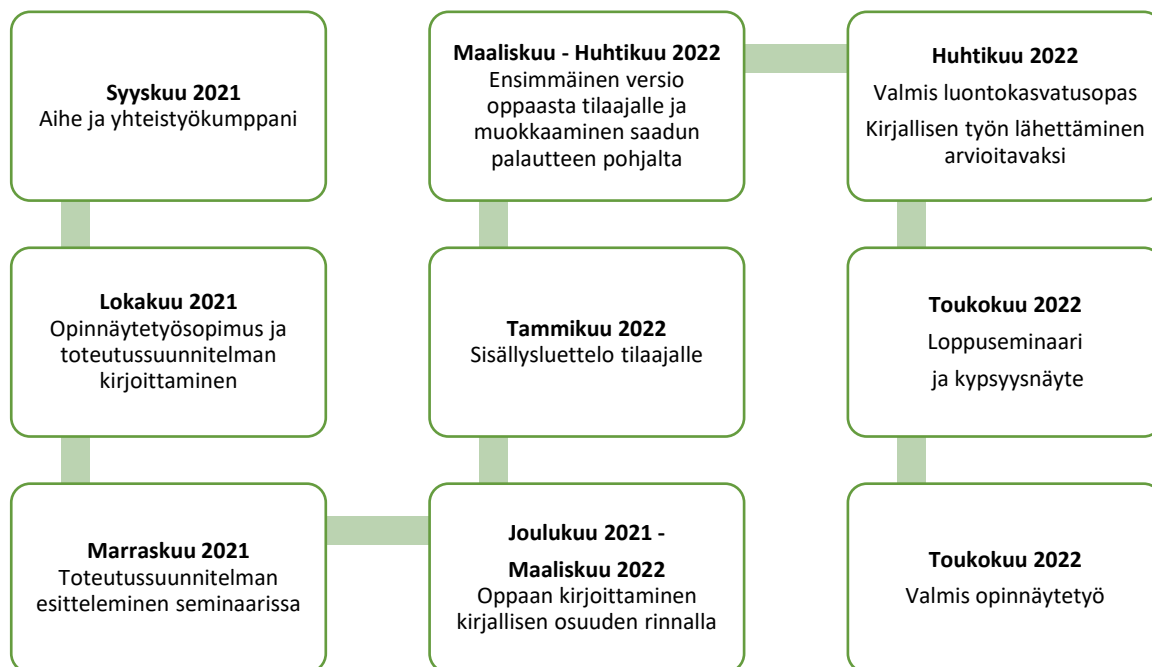 Syyskuu 2021
Aihe ja yhteistyökumppani
Lokakuu 2021
Opinnäytetyösopimus ja
toteutussuunnitelman
kirjoittaminen
Marraskuu 2021
Toteutussuunnitelman
esitteleminen seminaarissa
Joulukuu 2021 -
Maaliskuu 2022
Oppaan kirjoittaminen
kirjallisen osuuden rinnalla
Tammikuu 2022
Sisällysluettelo tilaajalle
Maaliskuu - Huhtikuu 2022
Ensimmäinen versio
oppaasta tilaajalle ja
muokkaaminen saadun
palautteen pohjalta
Huhtikuu 2022
Valmis luontokasvatusopas
Kirjallisen työn lähettäminen
arvioitavaksi
Toukokuu 2022
Loppuseminaari
ja kypsyysnäyte
Toukokuu 2022
Valmis opinnäytetyö